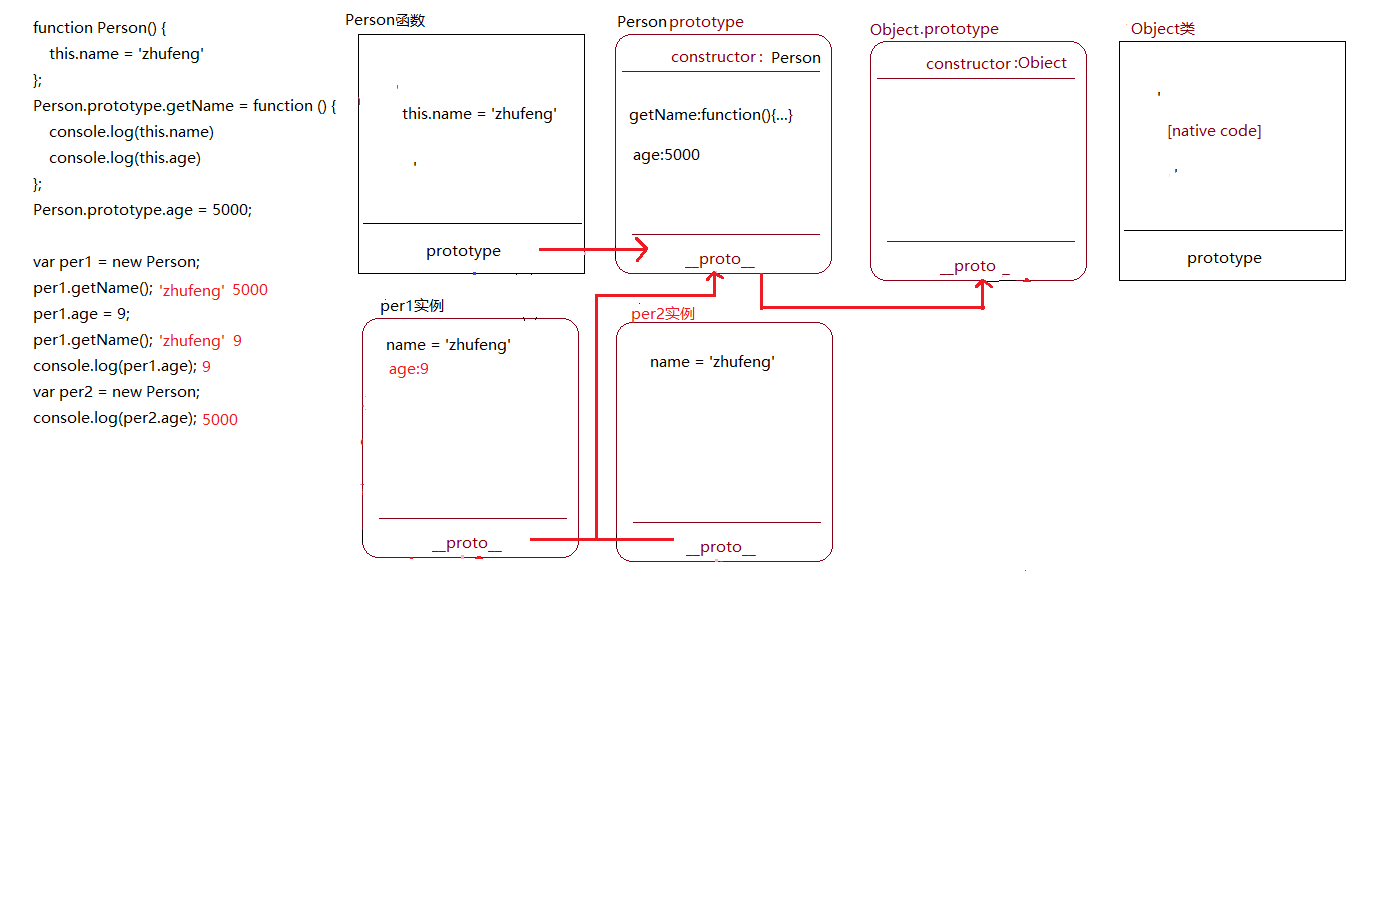 function Person() {
this.name = 'zhufeng'
};
Person.prototype.getName = function () {
console.log(this.name)
console.log(this.age)
};
Person.prototype.age = 5000;
var per1 = new Person;
per1.getName(); 'zhufeng' 5000
per1.age = 9;
per1.getName(); 'zhufeng' 9
console.log(per1.age); 9
var per2 = new Person;
console.log(per2.age); 5000
Person函数
this.name = 'zhufeng'
prototype
Person prototype
constructor : Person
getName:function(){...}
age:5000
__proto__
Object.prototype
constructor :Object
__proto _
Object类
[native code]
prototype
per1实例
name = 'zhufeng'
age:9
__proto__
per2实例
name = 'zhufeng'
__proto__